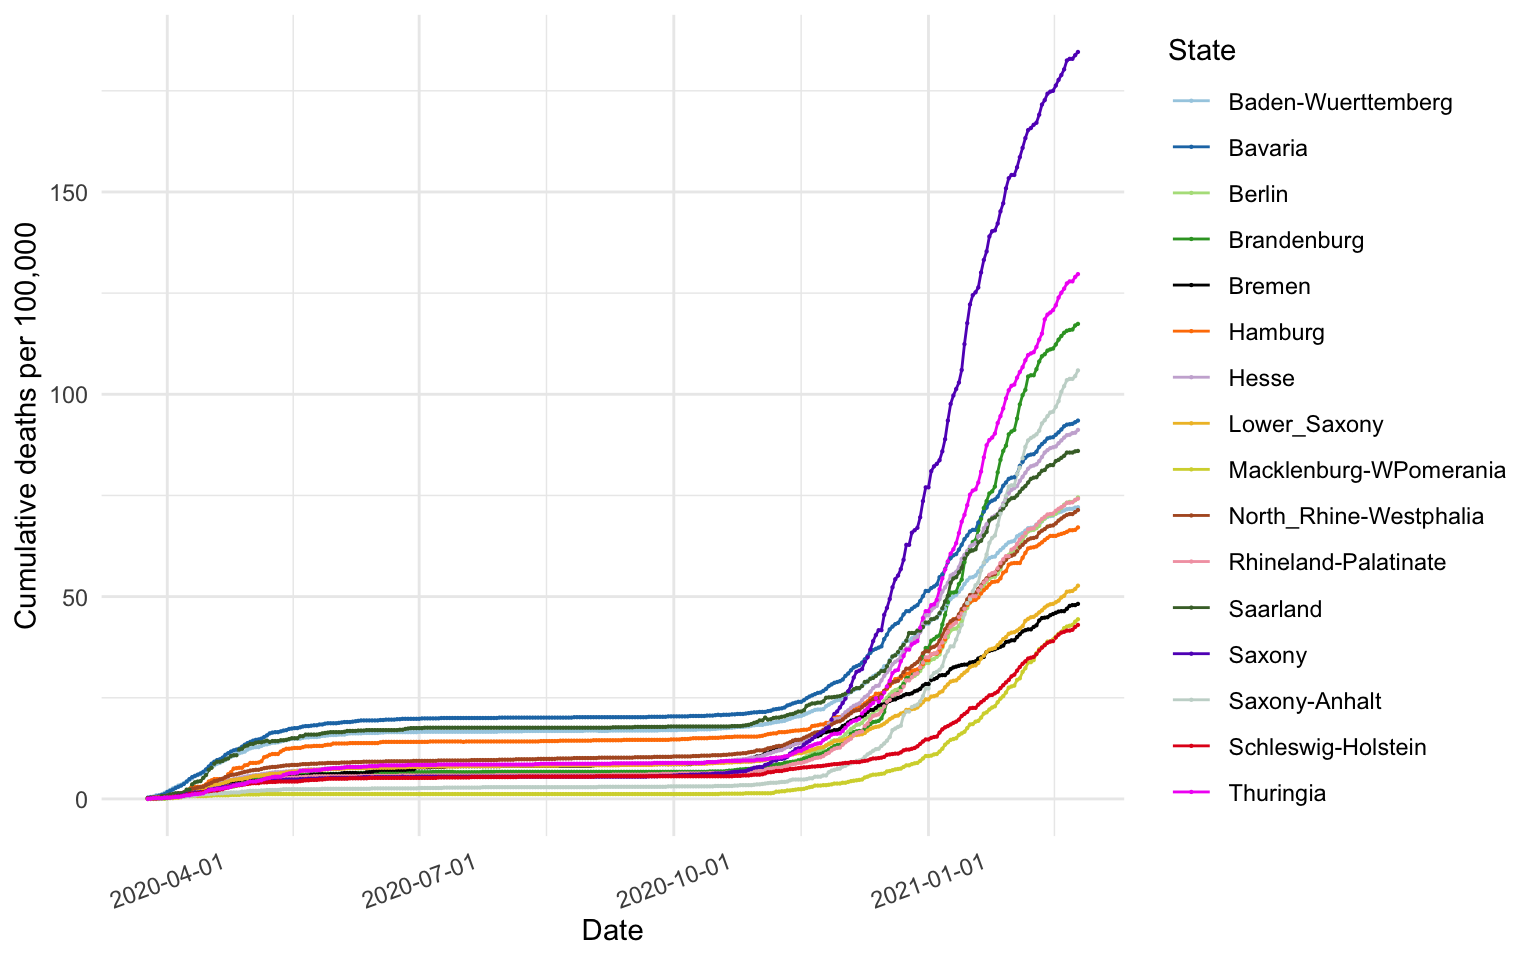 Cumulative deaths per 100,000
150
100
50
0
2020-04-01
2020-07-01
2020-10-01
2021-01-01
Date
State
Baden-Wuerttemberg
Bavaria
Berlin
Brandenburg
Bremen
Hamburg
Hesse
Lower_Saxony
Macklenburg-WPomerania
North_Rhine-Westphalia
Rhineland-Palatinate
Saarland
Saxony
Saxony-Anhalt
Schleswig-Holstein
Thuringia